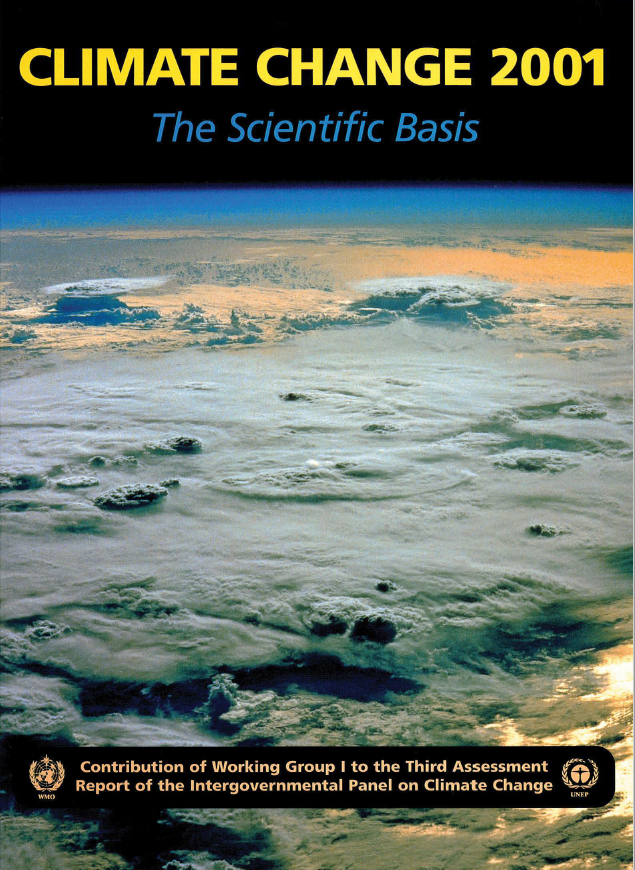 CLIMATE CHANGE 2001
The Scientific Basis
Contribution of Working Group I to the Third Assessment
Report of the Intergovernmental Panel on Climate Change
WMO
UNEP